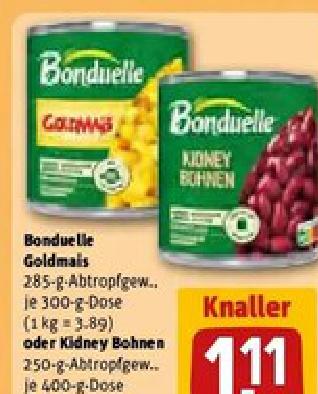 Bonduelle
GOLDMAIS
Bonduelle
KIDNEY
BOHNEN
Bonduelle
Goldmais
285-g-Abtropfgew..
je 300-g-Dose
(1 kg = 3.89)
oder Kidney Bohnen
250-g-Abtropfgew..
je 400-g-Dose
Knaller
1.11